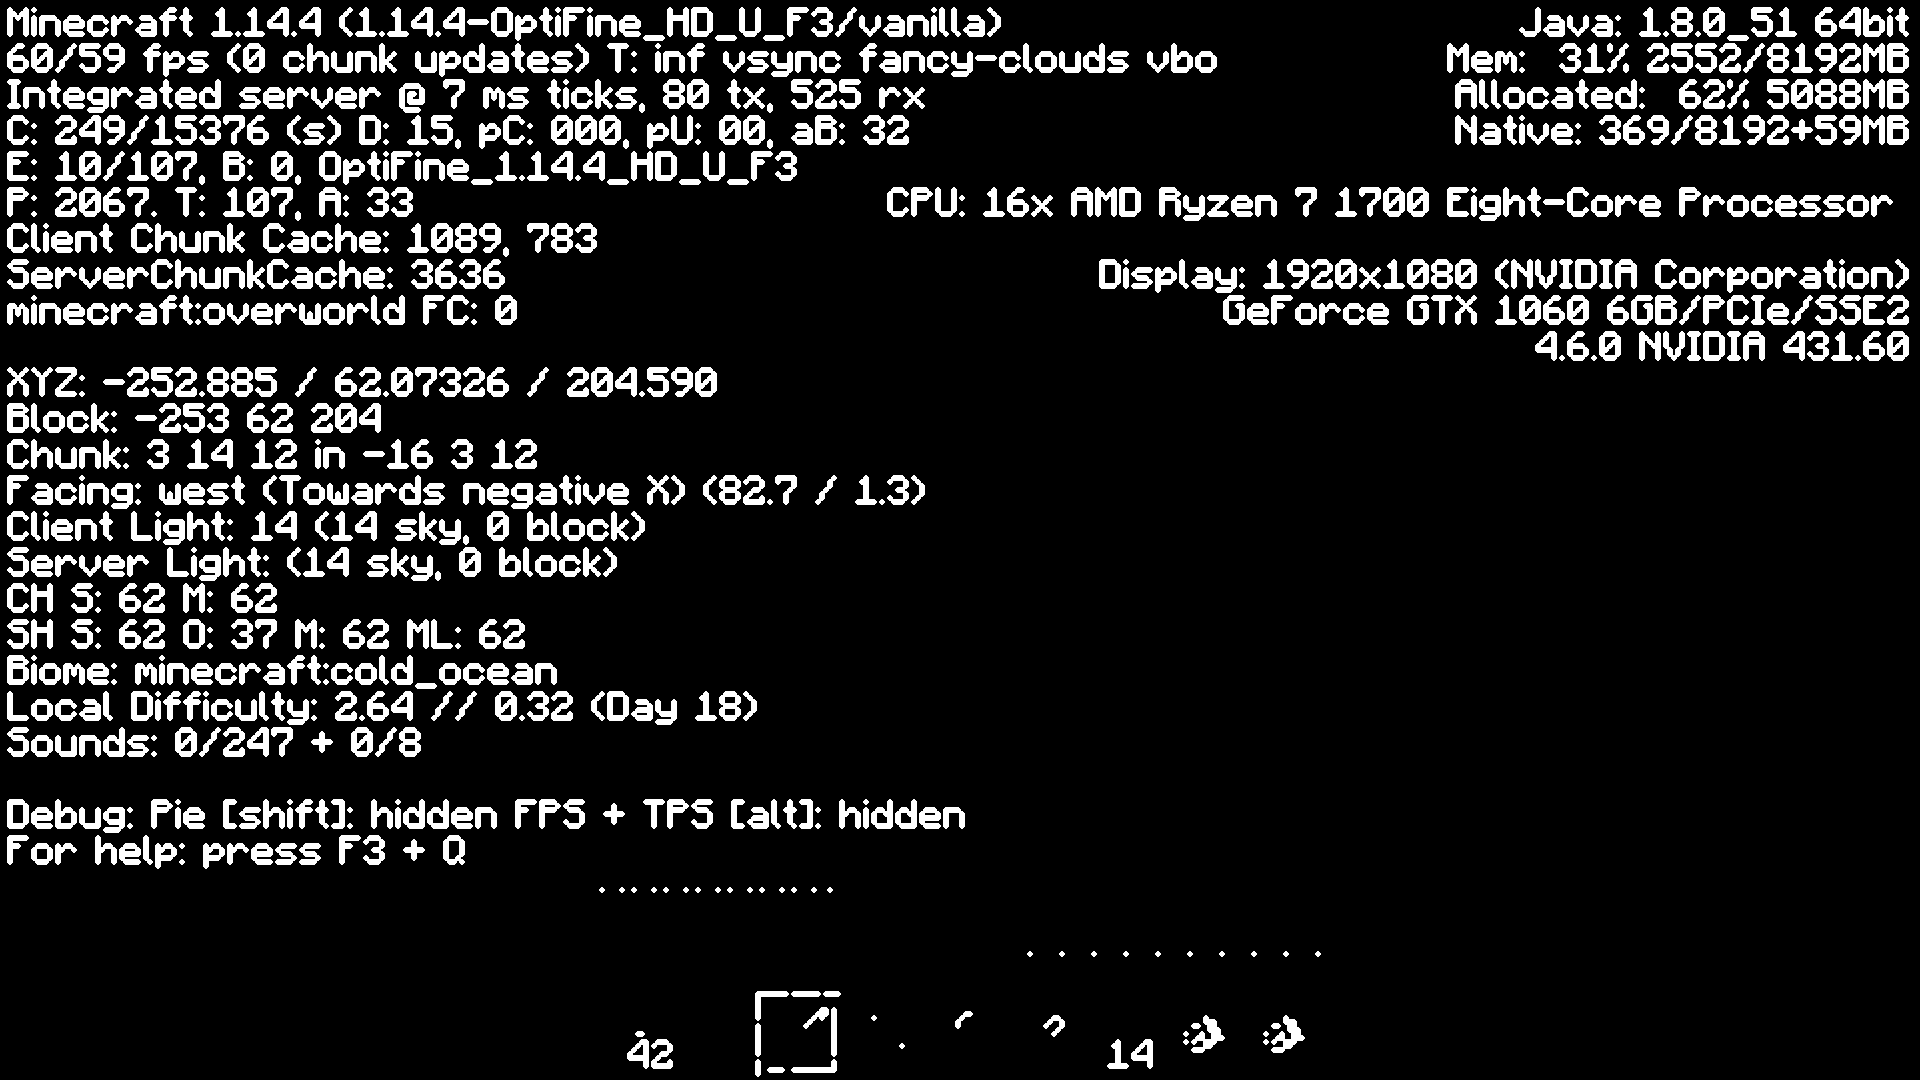 Minecraft 1.14.4 (1.14.4-OptiFine_HD_U_F3/vanilla)
60/59 fps (0 chunk updates) T: inf vsync fancy-clouds vbo
Integrated server @ 7 ms ticks, 80 tx, 525 rx
C: 249/15376 (s) D: 15, pC: 000, pU: 00, aB: 32
E: 10/107, B: 0, OptiFine_1.14.4_HD_U_F3
P: 2067. T: 107, A: 33
Client Chunk Cache: 1089, 783
ServerChunkCache: 3636
minecraft:overworld FC: 0
XYZ: -252.885 / 62.07326 / 204.590
Block: -253 62 204
Chunk: 3 14 12 in -16 3 12
Facing: west (Towards negative X) (82.7 / 1.3)
Client Light: 14 (14 sky, 0 block)
Server Light: (14 sky, 0 block)
CH S: 62 M: 62
SH S: 62 O: 37 M: 62 ML: 62
Biome: minecraft:cold_ocean
Local Difficulty: 2.64 // 0.32 (Day 18)
Sounds: 0/247 + 0/8
Debug: Pie [shift]: hidden FPS + TPS [alt]: hidden
For help: press F3 + Q
Java: 1.8.0_51 64bit
Mem: 31% 2552/8192MB
Allocated: 62% 5088MB
Native: 369/8192+59MB
CPU: 16x AMD Ryzen 7 1700 Eight-Core Processor
Display: 1920x1080 (NVIDIA Corporation)
GeForce GTX 1060 6GB/PCIe/SSE2
4.6.0 NVIDIA 431.60
42
14